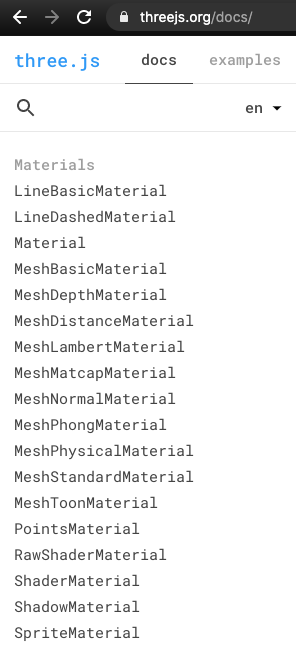 threejs.org/docs/
three.js docs examples
en
Materials
LineBasicMaterial
LineDashedMaterial
Material
MeshBasicMaterial
MeshDepthMaterial
MeshDistanceMaterial
MeshLambertMaterial
MeshMatcapMaterial
MeshNormalMaterial
MeshPhongMaterial
MeshPhysicalMaterial
MeshStandardMaterial
MeshToonMaterial
PointsMaterial
RawShaderMaterial
ShaderMaterial
ShadowMaterial
SpriteMaterial